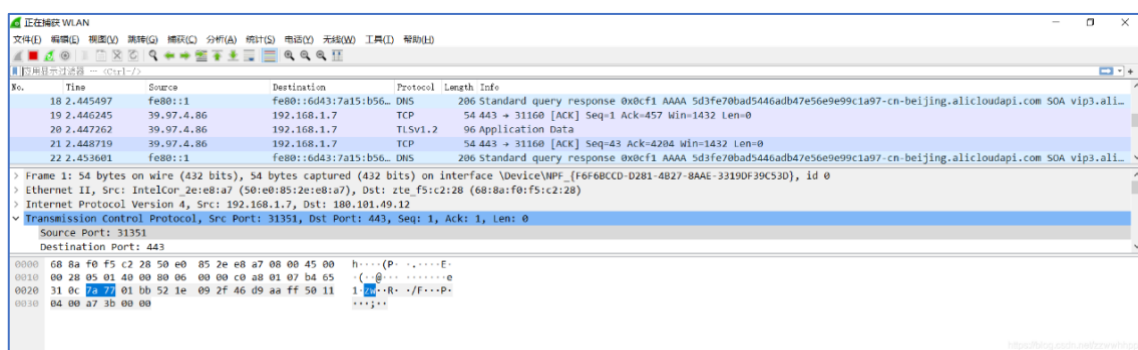 正在捕获 WLAN
文件(F) 编辑(E) 视图(V) 跳转(G) 捕获(C) 分析(A) 统计(S) 电话(Y) 无线(W) 工具(T) 帮助(H)
应用显示过滤器 … <Ctrl-/>
No. Time Source Destination Protocol Length Info
18 2.445497 fe80::1 fe80::6d43:7a15:b56… DNS 206 Standard query response 0x0cf1 AAAA 5d3fe70bad5446adb47e56e9e99c1a97-cn-beijing.alicloudapi.com SOA vip3.ali…
19 2.446245 39.97.4.86 192.168.1.7 TCP 54 443 → 31160 [ACK] Seq=1 Ack=457 Win=1432 Len=0
20 2.447262 39.97.4.86 192.168.1.7 TLSv1.2 96 Application Data
21 2.448719 39.97.4.86 192.168.1.7 TCP 54 443 → 31160 [ACK] Seq=43 Ack=4204 Win=1432 Len=0
22 2.453601 fe80::1 fe80::6d43:7a15:b56… DNS 206 Standard query response 0x0cf1 AAAA 5d3fe70bad5446adb47e56e9e99c1a97-cn-beijing.alicloudapi.com SOA vip3.ali…
> Frame 1: 54 bytes on wire (432 bits), 54 bytes captured (432 bits) on interface \Device\NPF_{F6F6BCCD-D281-4B27-8AAE-3319DF39C53D}, id 0
> Ethernet II, Src: IntelCor_2e:e8:a7 (50:e0:85:2e:e8:a7), Dst: zte_f5:c2:28 (68:8a:f0:f5:c2:28)
> Internet Protocol Version 4, Src: 192.168.1.7, Dst: 180.101.49.12
Transmission Control Protocol, Src Port: 31351, Dst Port: 443, Seq: 1, Ack: 1, Len: 0
Source Port: 31351
Destination Port: 443
0000 68 8a f0 f5 c2 28 50 e0 85 2e e8 a7 08 00 45 00 h····(P· ·.····E·
0010 00 28 05 01 40 00 80 06 00 00 c0 a8 01 07 b4 65 ·(··@··· ·······e
0020 31 0c 7a 77 01 bb 52 1e 09 2f 46 d9 aa ff 50 11 1·zw··R· ·/F···P·
0030 04 00 a7 3b 00 00 ···;··